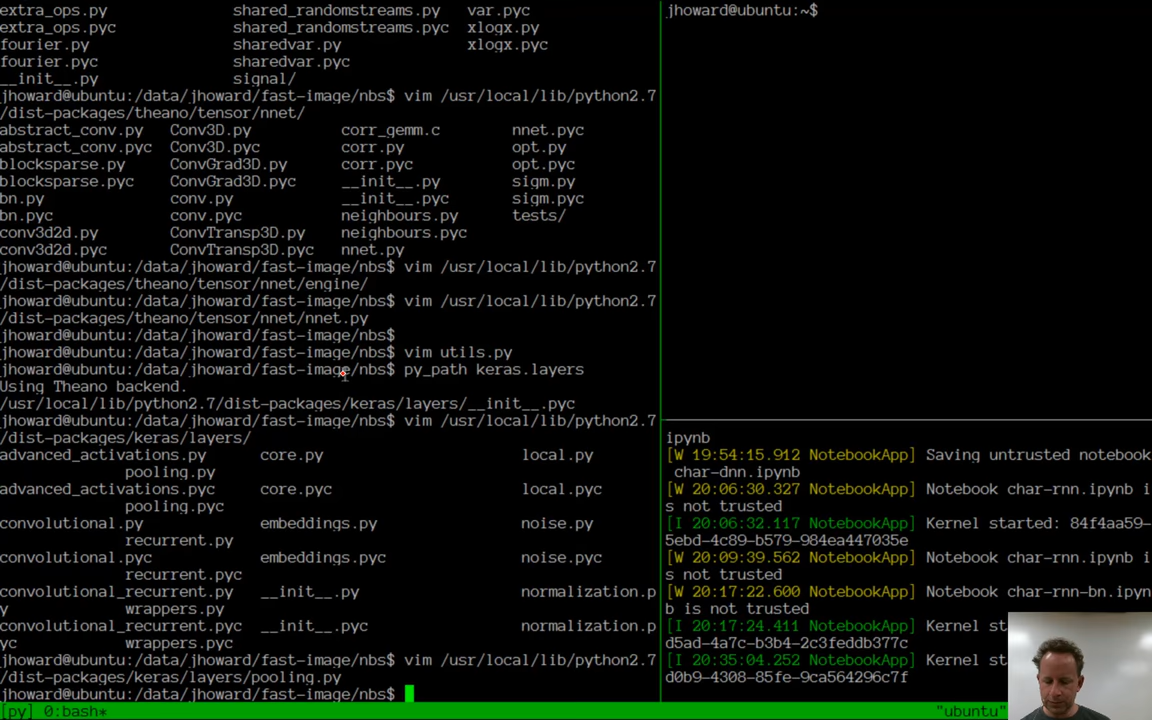 extra_ops.py shared_randomstreams.py var.pyc
extra_ops.pyc shared_randomstreams.pyc xlogx.py
fourier.py sharedvar.py xlogx.pyc
fourier.pyc sharedvar.pyc
__init__.py signal/
jhoward@ubuntu:/data/jhoward/fast-image/nbs$ vim /usr/local/lib/python2.7
/dist-packages/theano/tensor/nnet/
abstract_conv.py Conv3D.py corr_gemm.c nnet.pyc
abstract_conv.pyc Conv3D.pyc corr.py opt.py
blocksparse.py ConvGrad3D.py corr.pyc opt.pyc
blocksparse.pyc ConvGrad3D.pyc __init__.py sigm.py
bn.py conv.py __init__.pyc sigm.pyc
bn.pyc conv.pyc neighbours.py tests/
conv3d2d.py ConvTransp3D.py neighbours.pyc
conv3d2d.pyc ConvTransp3D.pyc nnet.py
jhoward@ubuntu:/data/jhoward/fast-image/nbs$ vim /usr/local/lib/python2.7
/dist-packages/theano/tensor/nnet/engine/
jhoward@ubuntu:/data/jhoward/fast-image/nbs$ vim /usr/local/lib/python2.7
/dist-packages/theano/tensor/nnet/nnet.py
jhoward@ubuntu:/data/jhoward/fast-image/nbs$
jhoward@ubuntu:/data/jhoward/fast-image/nbs$ vim utils.py
jhoward@ubuntu:/data/jhoward/fast-image/nbs$ py_path keras.layers
Using Theano backend.
/usr/local/lib/python2.7/dist-packages/keras/layers/__init__.pyc
jhoward@ubuntu:/data/jhoward/fast-image/nbs$ vim /usr/local/lib/python2.7
/dist-packages/keras/layers/
advanced_activations.py core.py local.py
pooling.py
advanced_activations.pyc core.pyc local.pyc
pooling.pyc
convolutional.py embeddings.py noise.py
recurrent.py
convolutional.pyc embeddings.pyc noise.pyc
recurrent.pyc
convolutional_recurrent.py __init__.py normalization.p
y wrappers.py
convolutional_recurrent.pyc __init__.pyc normalization.p
yc wrappers.pyc
jhoward@ubuntu:/data/jhoward/fast-image/nbs$ vim /usr/local/lib/python2.7
/dist-packages/keras/layers/pooling.py
jhoward@ubuntu:/data/jhoward/fast-image/nbs$
jhoward@ubuntu:~$
ipynb
[W 19:54:15.912 NotebookApp] Saving untrusted notebook
char-dnn.ipynb
[W 20:06:30.327 NotebookApp] Notebook char-rnn.ipynb i
s not trusted
[I 20:06:32.117 NotebookApp] Kernel started: 84f4aa59-
5ebd-4c89-b579-984ea447035e
[W 20:09:39.562 NotebookApp] Notebook char-rnn.ipynb i
s not trusted
[W 20:17:22.600 NotebookApp] Notebook char-rnn-bn.ipyn
b is not trusted
[I 20:17:24.411 NotebookApp] Kernel st
d5ad-4a7c-b3b4-2c3feddb377c
[I 20:35:04.252 NotebookApp] Kernel st
d0b9-4308-85fe-9ca564296c7f
[py] 0:bash* "ubuntu"